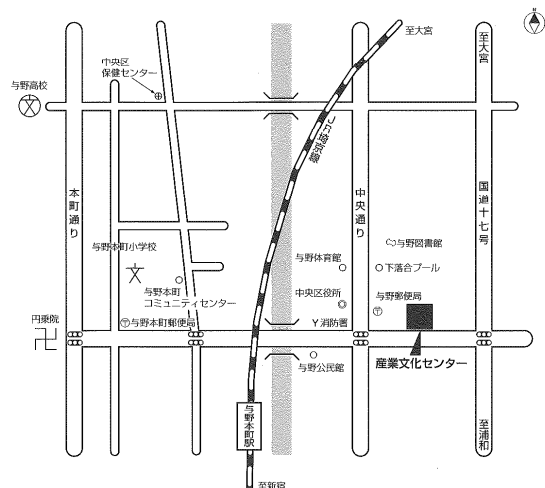 N
至大宮
至大宮
中央区
保健センター
与野高校
JR埼京線
本町通り
中央通り
国道十七号
与野図書館
与野本町小学校
与野体育館
下落合プール
与野本町
コミュニティセンター
中央区役所
与野郵便局
円乗院
与野本町郵便局
Y 消防署
与野公民館
産業文化センター
与野本町駅
至浦和
至新宿